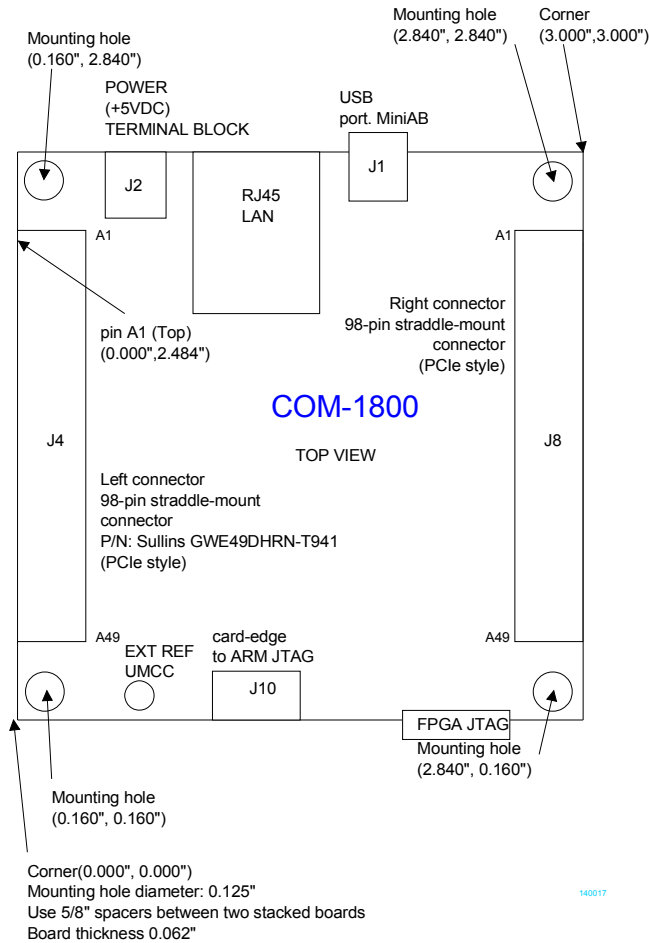 Mounting hole
(0.160", 2.840")
Mounting hole
(2.840", 2.840")
Corner
(3.000",3.000")
POWER
(+5VDC)
TERMINAL BLOCK
USB
port. MiniAB
J2
RJ45
LAN
J1
A1
A1
pin A1 (Top)
(0.000",2.484")
Right connector
98-pin straddle-mount
connector
(PCIe style)
COM-1800
TOP VIEW
J4
J8
Left connector
98-pin straddle-mount
connector
P/N: Sullins GWE49DHRN-T941
(PCIe style)
A49
A49
EXT REF
UMCC
card-edge
to ARM JTAG
J10
FPGA JTAG
Mounting hole
(2.840", 0.160")
Mounting hole
(0.160", 0.160")
Corner(0.000", 0.000")
Mounting hole diameter: 0.125"
Use 5/8" spacers between two stacked boards
Board thickness 0.062"
140017